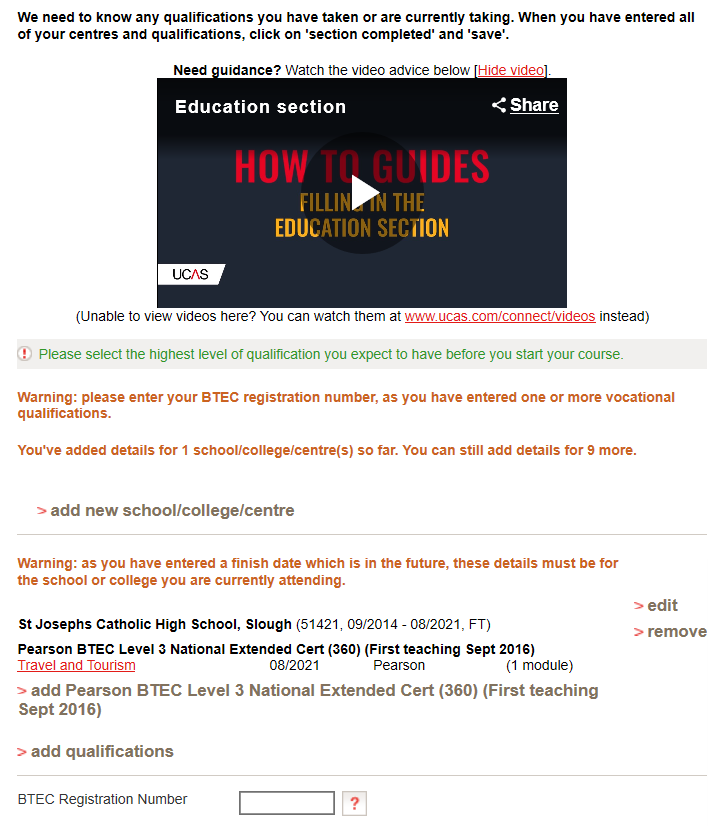 We need to know any qualifications you have taken or are currently taking. When you have entered all
of your centres and qualifications, click on 'section completed' and 'save'.
Need guidance? Watch the video advice below [Hide video].
Education section
Share
HOW TO GUIDES
FILLING IN THE
EDUCATION SECTION
UCAS
(Unable to view videos here? You can watch them at www.ucas.com/connect/videos instead)
! Please select the highest level of qualification you expect to have before you start your course.
Warning: please enter your BTEC registration number, as you have entered one or more vocational
qualifications.
You've added details for 1 school/college/centre(s) so far. You can still add details for 9 more.
> add new school/college/centre
Warning: as you have entered a finish date which is in the future, these details must be for
the school or college you are currently attending.
> edit
St Josephs Catholic High School, Slough (51421, 09/2014 - 08/2021, FT)
> remove
Pearson BTEC Level 3 National Extended Cert (360) (First teaching Sept 2016)
Travel and Tourism 08/2021 Pearson (1 module)
> add Pearson BTEC Level 3 National Extended Cert (360) (First teaching
Sept 2016)
> add qualifications
BTEC Registration Number ?